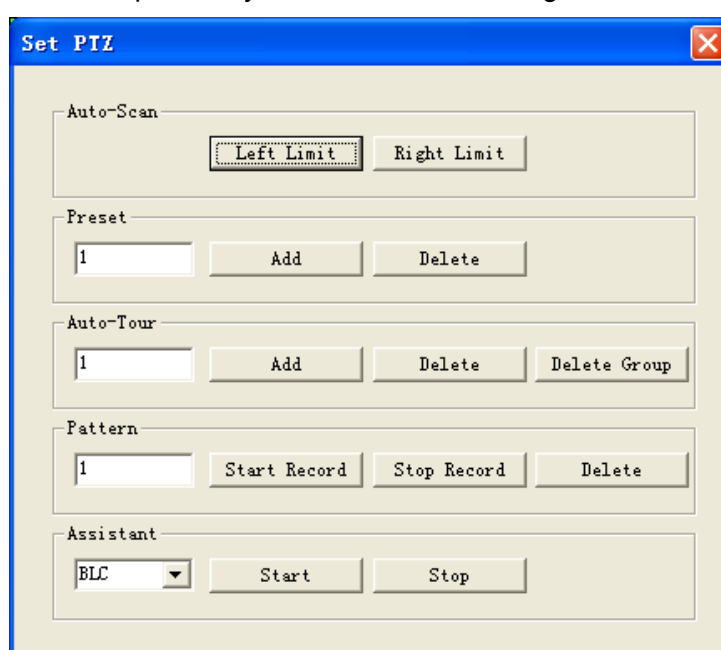 Set PTZ
Auto-Scan
Left Limit Right Limit
Preset
1 Add Delete
Auto-Tour
1 Add Delete Delete Group
Pattern
1 Start Record Stop Record Delete
Assistant
BLC Start Stop